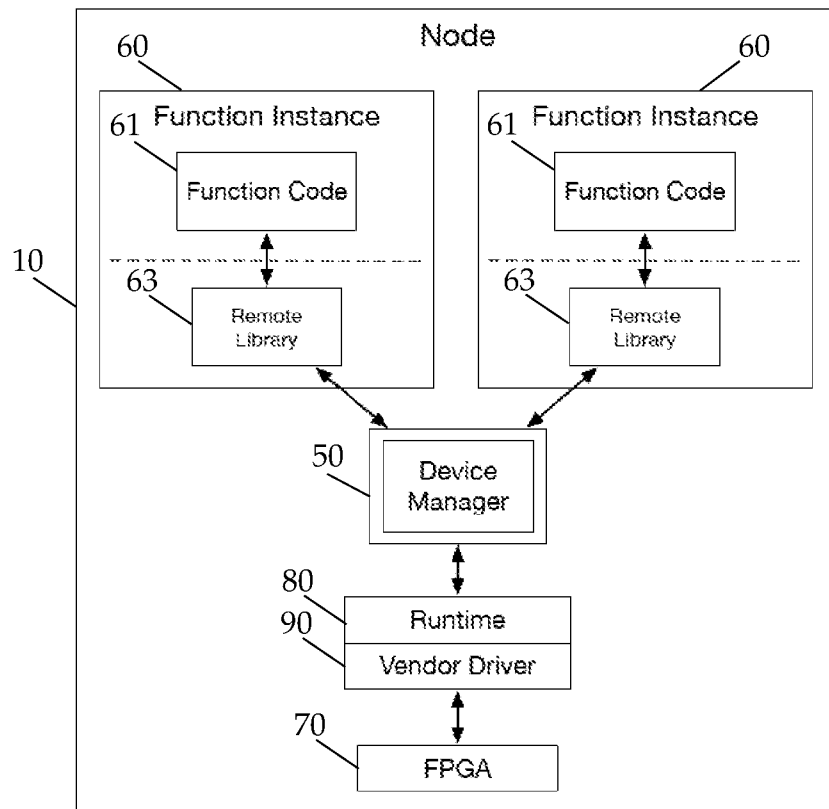 Node
60
60
Function Instance
Function Instance
61
61
Function Code
Function Code
10
63
63
Remote
Library
Remote
Library
50
Device
Manager
80
Runtime
90
Vendor Driver
70
FPGA